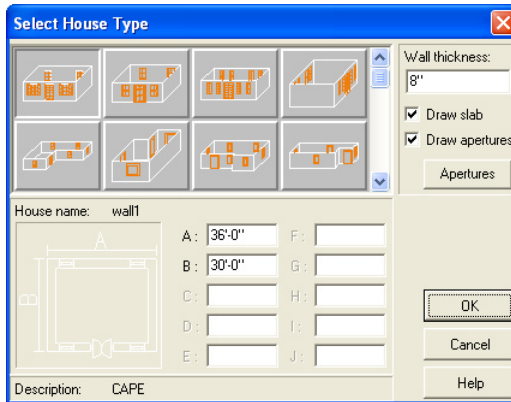 Select House Type
Wall thickness:
8"
Draw slab
Draw apertures
Apertures
House name: wall1
A
B
A: 36'-0"
B: 30'-0"
C:
D:
E:
F:
G:
H:
I:
J:
OK
Cancel
Help
Description: CAPE